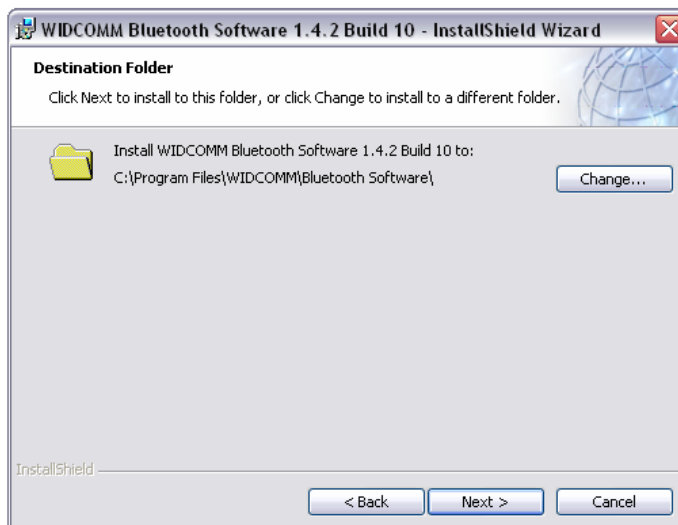 WIDCOMM Bluetooth Software 1.4.2 Build 10 - InstallShield Wizard
Destination Folder
Click Next to install to this folder, or click Change to install to a different folder.
Install WIDCOMM Bluetooth Software 1.4.2 Build 10 to:
C:\Program Files\WIDCOMM\Bluetooth Software\
Change...
InstallShield
< Back
Next >
Cancel